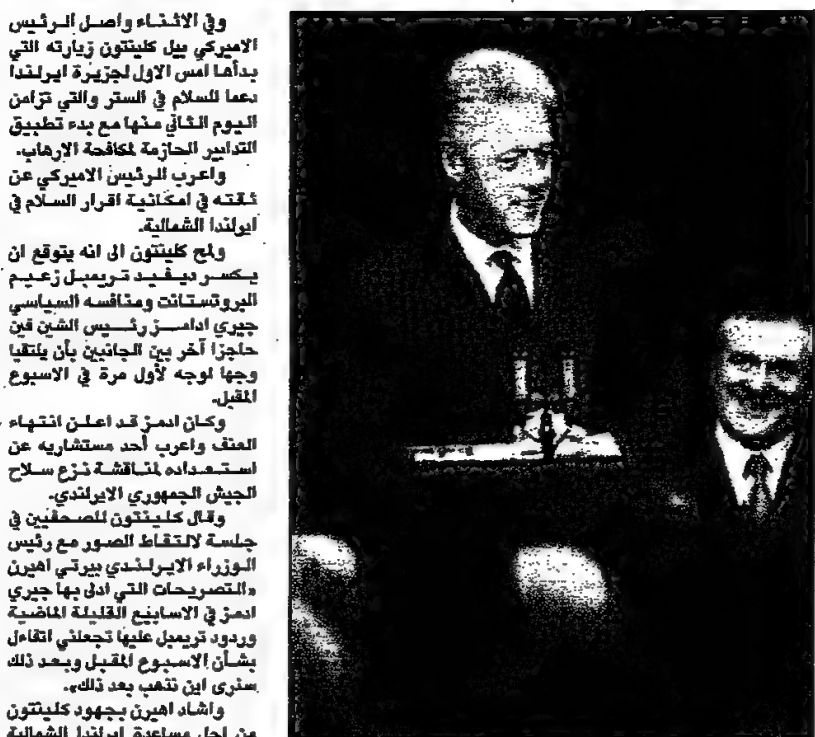 وفي الاثناء واصل الرئيس
الاميركي بيل كلينتون زيارته التي
بدأها امس الاول لجزيرة ايرلندا
دعما للسلام في الستر والتي تزامن
اليوم الثاني منها مع بدء تطبيق
التدابير الحازمة لمكافحة الارهاب.
واعرب الرئيس الاميركي عن
ثقته في امكانية اقرار السلام في
ايرلندا الشمالية.
ولمح كلينتون الى انه يتوقع ان
يكسر ديفيد تريمبل زعيم
البروتستانت ومنافسه السياسي
جيري ادامز رئيس الشين فين
حاجزا آخر بين الجانبين بأن يلتقيا
وجها لوجه لأول مرة في الاسبوع
المقبل.
وكان ادمز قد اعلن انتهاء
العنف واعرب أحد مستشاريه عن
استعداده لمناقشة نزع سلاح
الجيش الجمهوري الايرلندي.
وقال كلينتون للصحفيين في
جلسة لالتقاط الصور مع رئيس
الوزراء الايرلندي بيرتي اهيرن
«التصريحات التي ادلى بها جيري
ادمز في الاسابيع القليلة الماضية
وردود تريمبل عليها تجعلني اتفاءل
بشأن الاسبوع المقبل وبعد ذلك
سنرى اين نذهب بعد ذلك».
واشاد اهيرن بجهود كلينتون
من اجل مساعدة ايرلندا الشمالية